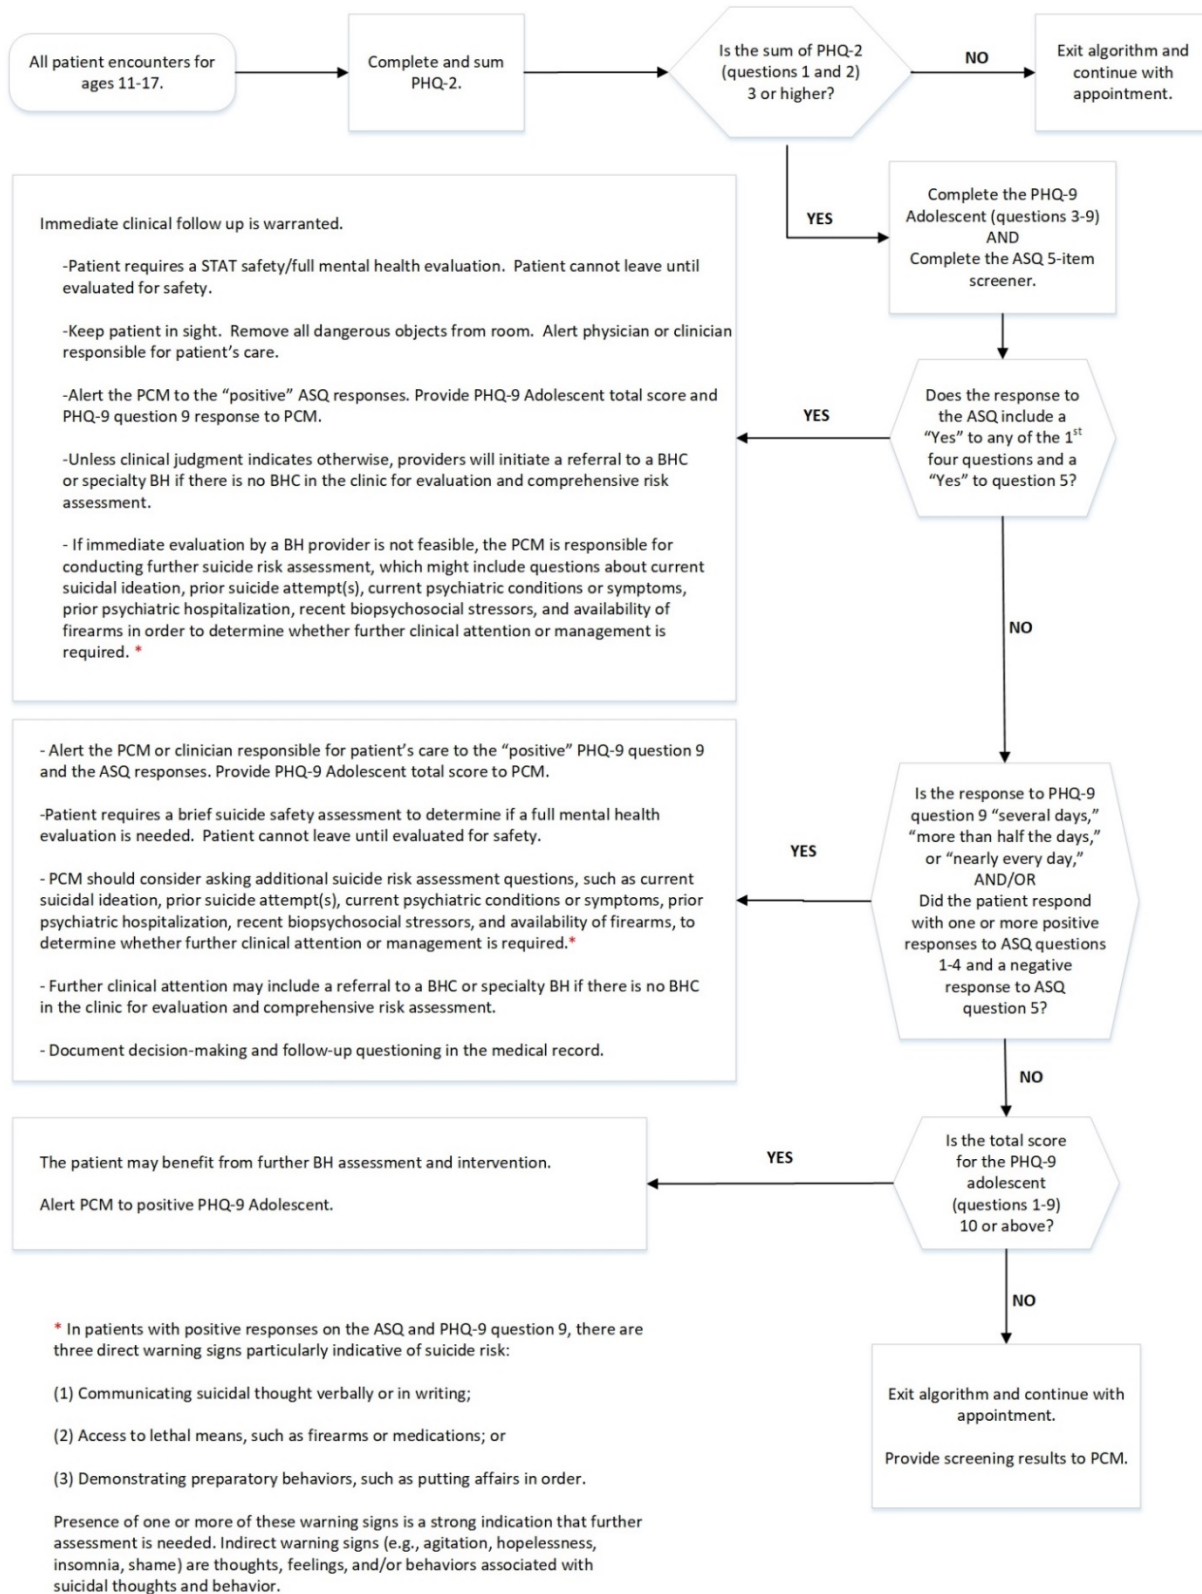 All patient encounters for
ages 11-17.
Complete and sum
PHQ-2.
Is the sum of PHQ-2
(questions 1 and 2)
3 or higher?
NO
Exit algorithm and
continue with
appointment.
YES
Complete the PHQ-9
Adolescent (questions 3-9)
AND
Complete the ASQ 5-item
screener.
Does the response to
the ASQ include a
“Yes” to any of the 1st
four questions and a
“Yes” to question 5?
YES
Immediate clinical follow up is warranted.
-Patient requires a STAT safety/full mental health evaluation. Patient cannot leave until
evaluated for safety.
-Keep patient in sight. Remove all dangerous objects from room. Alert physician or clinician
responsible for patient’s care.
-Alert the PCM to the “positive” ASQ responses. Provide PHQ-9 Adolescent total score and
PHQ-9 question 9 response to PCM.
-Unless clinical judgment indicates otherwise, providers will initiate a referral to a BHC
or specialty BH if there is no BHC in the clinic for evaluation and comprehensive risk
assessment.
- If immediate evaluation by a BH provider is not feasible, the PCM is responsible for
conducting further suicide risk assessment, which might include questions about current
suicidal ideation, prior suicide attempt(s), current psychiatric conditions or symptoms,
prior psychiatric hospitalization, recent biopsychosocial stressors, and availability of
firearms in order to determine whether further clinical attention or management is
required. *
NO
Is the response to PHQ-9
question 9 “several days,”
“more than half the days,”
or “nearly every day,”
AND/OR
Did the patient respond
with one or more positive
responses to ASQ questions
1-4 and a negative
response to ASQ
question 5?
YES
- Alert the PCM or clinician responsible for patient’s care to the “positive” PHQ-9 question 9
and the ASQ responses. Provide PHQ-9 Adolescent total score to PCM.
-Patient requires a brief suicide safety assessment to determine if a full mental health
evaluation is needed. Patient cannot leave until evaluated for safety.
- PCM should consider asking additional suicide risk assessment questions, such as current
suicidal ideation, prior suicide attempt(s), current psychiatric conditions or symptoms, prior
psychiatric hospitalization, recent biopsychosocial stressors, and availability of firearms, to
determine whether further clinical attention or management is required.*
- Further clinical attention may include a referral to a BHC or specialty BH if there is no BHC
in the clinic for evaluation and comprehensive risk assessment.
- Document decision-making and follow-up questioning in the medical record.
NO
Is the total score
for the PHQ-9
adolescent
(questions 1-9)
10 or above?
YES
The patient may benefit from further BH assessment and intervention.
Alert PCM to positive PHQ-9 Adolescent.
NO
Exit algorithm and continue with
appointment.
Provide screening results to PCM.
* In patients with positive responses on the ASQ and PHQ-9 question 9, there are
three direct warning signs particularly indicative of suicide risk:
(1) Communicating suicidal thought verbally or in writing;
(2) Access to lethal means, such as firearms or medications; or
(3) Demonstrating preparatory behaviors, such as putting affairs in order.
Presence of one or more of these warning signs is a strong indication that further
assessment is needed. Indirect warning signs (e.g., agitation, hopelessness,
insomnia, shame) are thoughts, feelings, and/or behaviors associated with
suicidal thoughts and behavior.